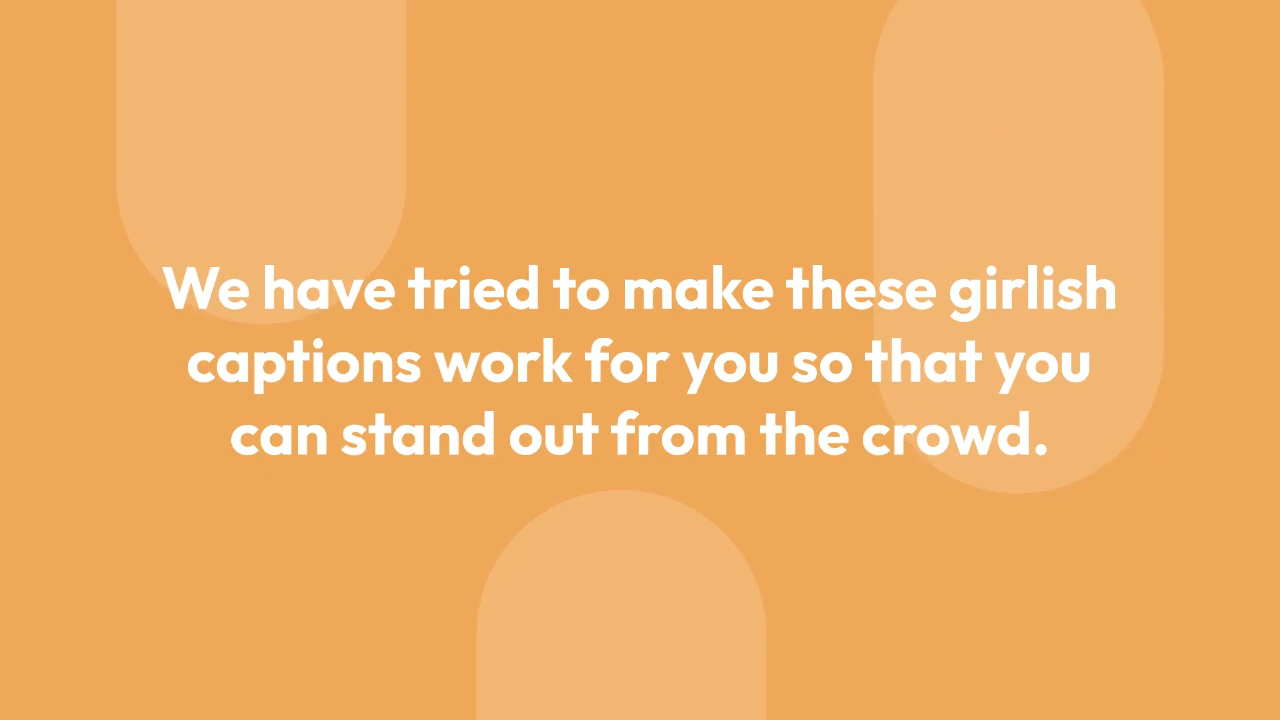 We have tried to make these girlish
captions work for you so that you
can stand out from the crowd.